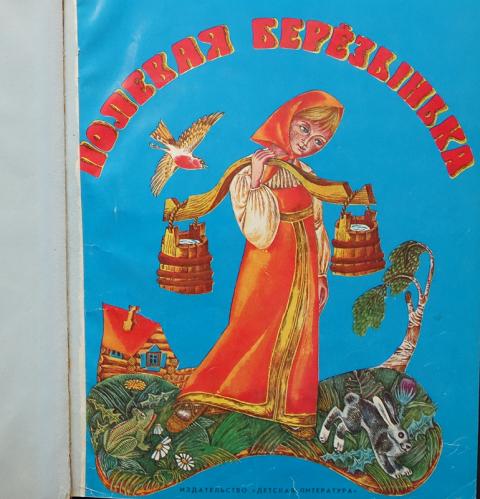 ПОЛЕВАЯ БЕРЁЗЫНЬКА
ИЗДАТЕЛЬСТВО «ДЕТСКАЯ ЛИТЕРАТУРА»